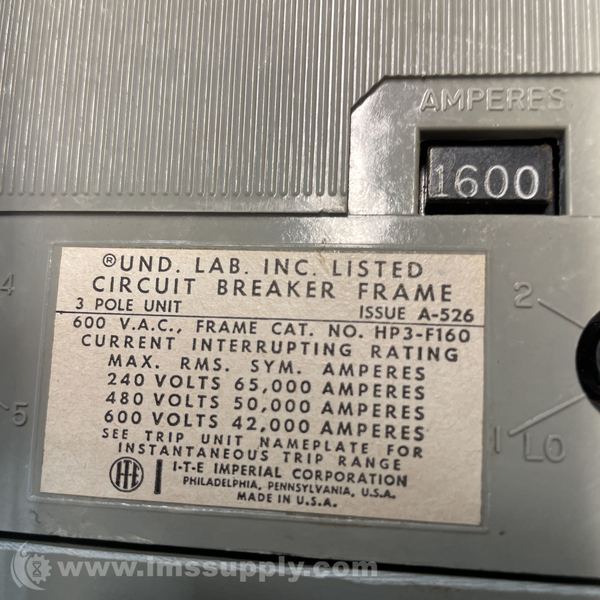 AMPERES
1600
®UND. LAB. INC. LISTED
CIRCUIT BREAKER FRAME
3 POLE UNIT ISSUE A-526
600 V.A.C., FRAME CAT. NO. HP3-F160
CURRENT INTERRUPTING RATING
MAX. RMS. SYM. AMPERES
240 VOLTS 65,000 AMPERES
480 VOLTS 50,000 AMPERES
600 VOLTS 42,000 AMPERES
SEE TRIP UNIT NAMEPLATE FOR
INSTANTANEOUS TRIP RANGE
I-T-E I-T-E IMPERIAL CORPORATION
PHILADELPHIA, PENNSYLVANIA, U.S.A.
MADE IN U.S.A.
4
5
2
1 LO
© www.imssupply.com